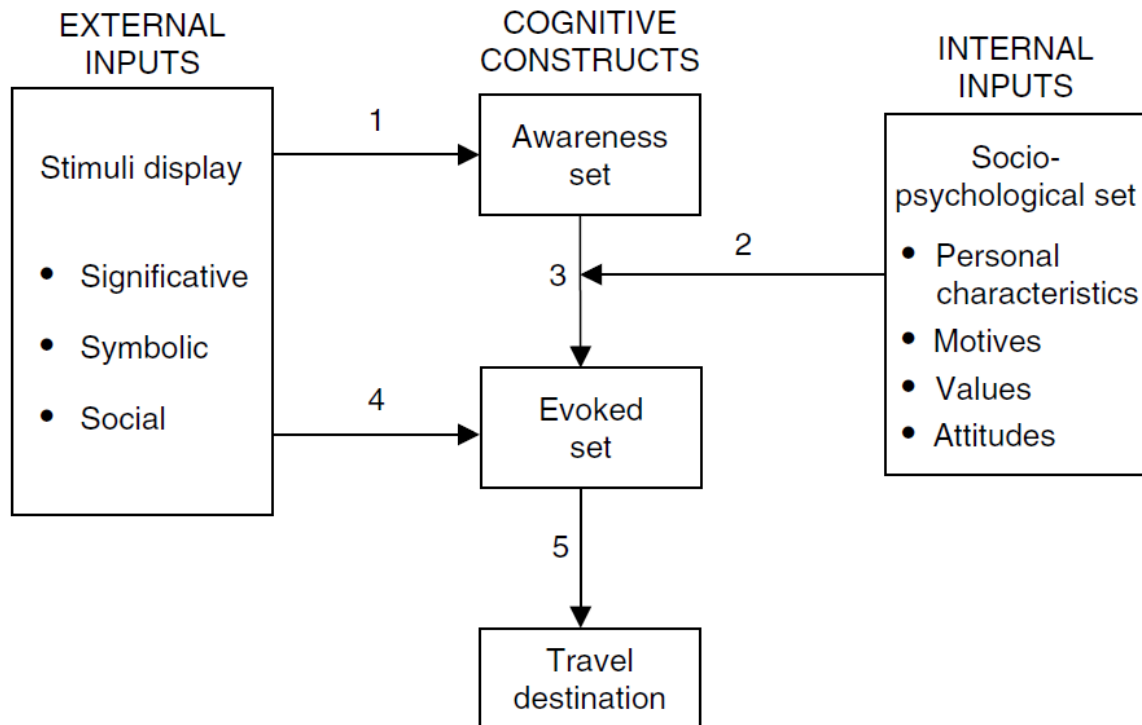 EXTERNAL
INPUTS
Stimuli display
• Significative
• Symbolic
• Social
COGNITIVE
CONSTRUCTS
1
Awareness
set
3
2
4
Evoked
set
5
Travel
destination
INTERNAL
INPUTS
Socio-
psychological set
• Personal
characteristics
• Motives
• Values
• Attitudes